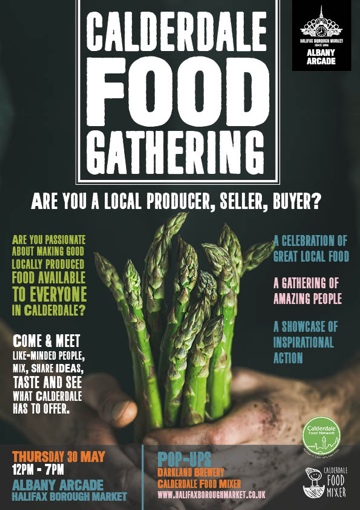 CALDERDALE
FOOD
GATHERING
HALIFAX BOROUGH MARKET
ALBANY
ARCADE
ARE YOU A LOCAL PRODUCER, SELLER, BUYER?
ARE YOU PASSIONATE
ABOUT MAKING GOOD
LOCALLY PRODUCED
FOOD AVAILABLE
TO EVERYONE
IN CALDERDALE?
COME & MEET
LIKE-MINDED PEOPLE,
MIX, SHARE IDEAS,
TASTE AND SEE
WHAT CALDERDALE
HAS TO OFFER.
A CELEBRATION OF
GREAT LOCAL FOOD
A GATHERING OF
AMAZING PEOPLE
A SHOWCASE OF
INSPIRATIONAL
ACTION
THURSDAY 30 MAY
12PM - 7PM
ALBANY ARCADE
HALIFAX BOROUGH MARKET
POP-UPS
DARKLAND BREWERY
CALDERDALE FOOD MIXER
WWW.HALIFAXBOROUGHMARKET.CO.UK
Calderdale
Food Network
CALDERDALE
FOOD
MIXER